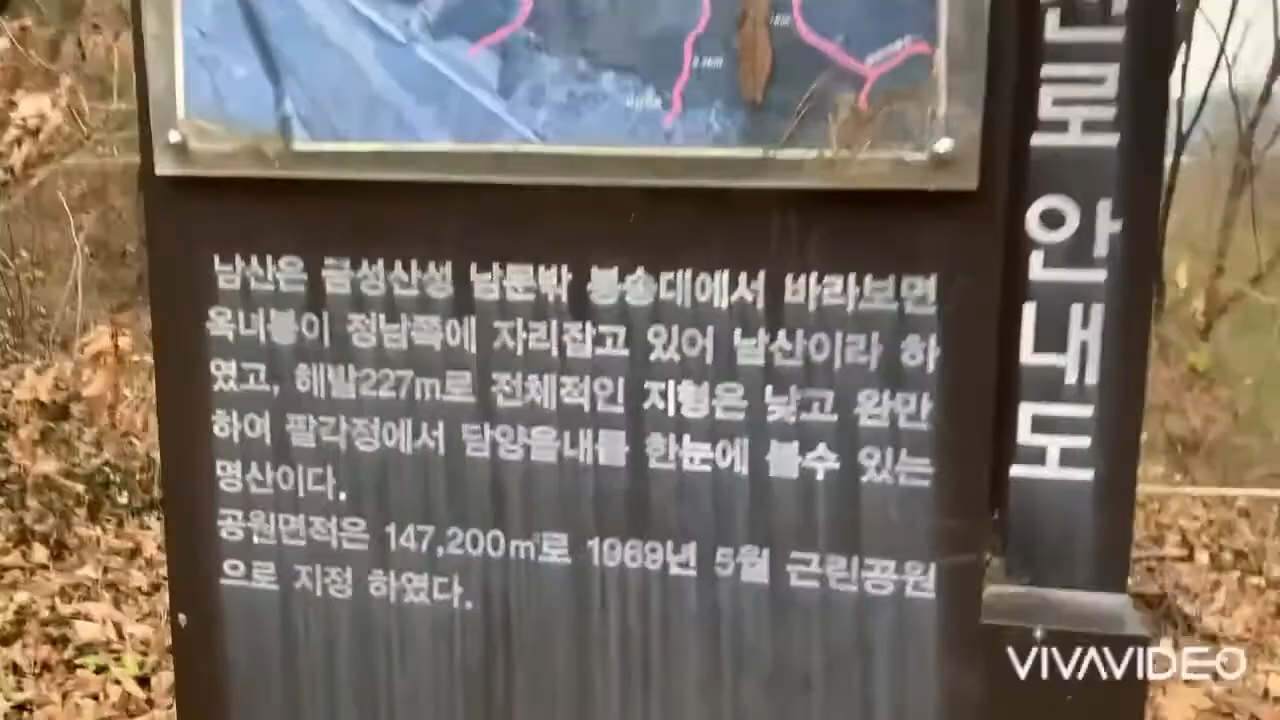 남산은 금성산성 남문밖 봉송대에서 바라보면
옥녀봉이 정남쪽에 자리잡고 있어 남산이라 하
였고, 해발227m로 전체적인 지형은 낮고 완만
하여 팔각정에서 담양읍내를 한눈에 볼수 있는
명산이다.
공원면적은 147,200㎡로 1969년 5월 근린공원
으로 지정 하였다.
로 안내도
VIVAVIDEO